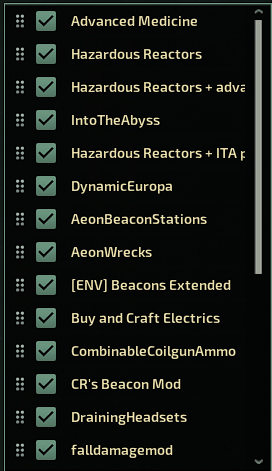 Advanced Medicine
Hazardous Reactors
Hazardous Reactors + adva
IntoTheAbyss
Hazardous Reactors + ITA p
DynamicEuropa
AeonBeaconStations
AeonWrecks
[ENV] Beacons Extended
Buy and Craft Electrics
CombinableCoilgunAmmo
CR's Beacon Mod
DrainingHeadsets
falldamagemod